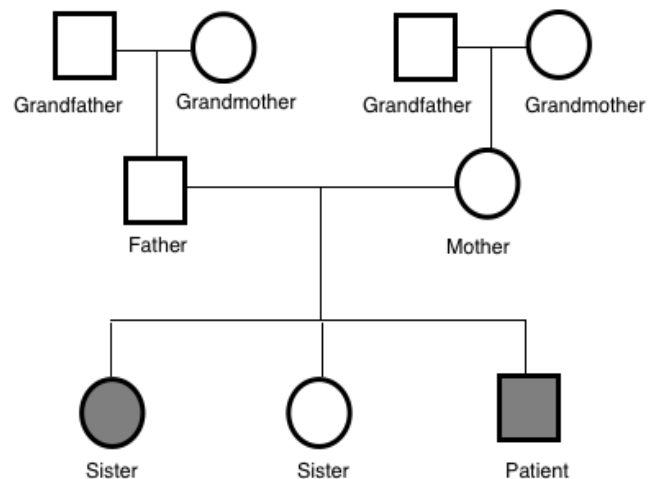 Grandfather
Grandmother
Grandfather
Grandmother
Father
Mother
Sister
Sister
Patient